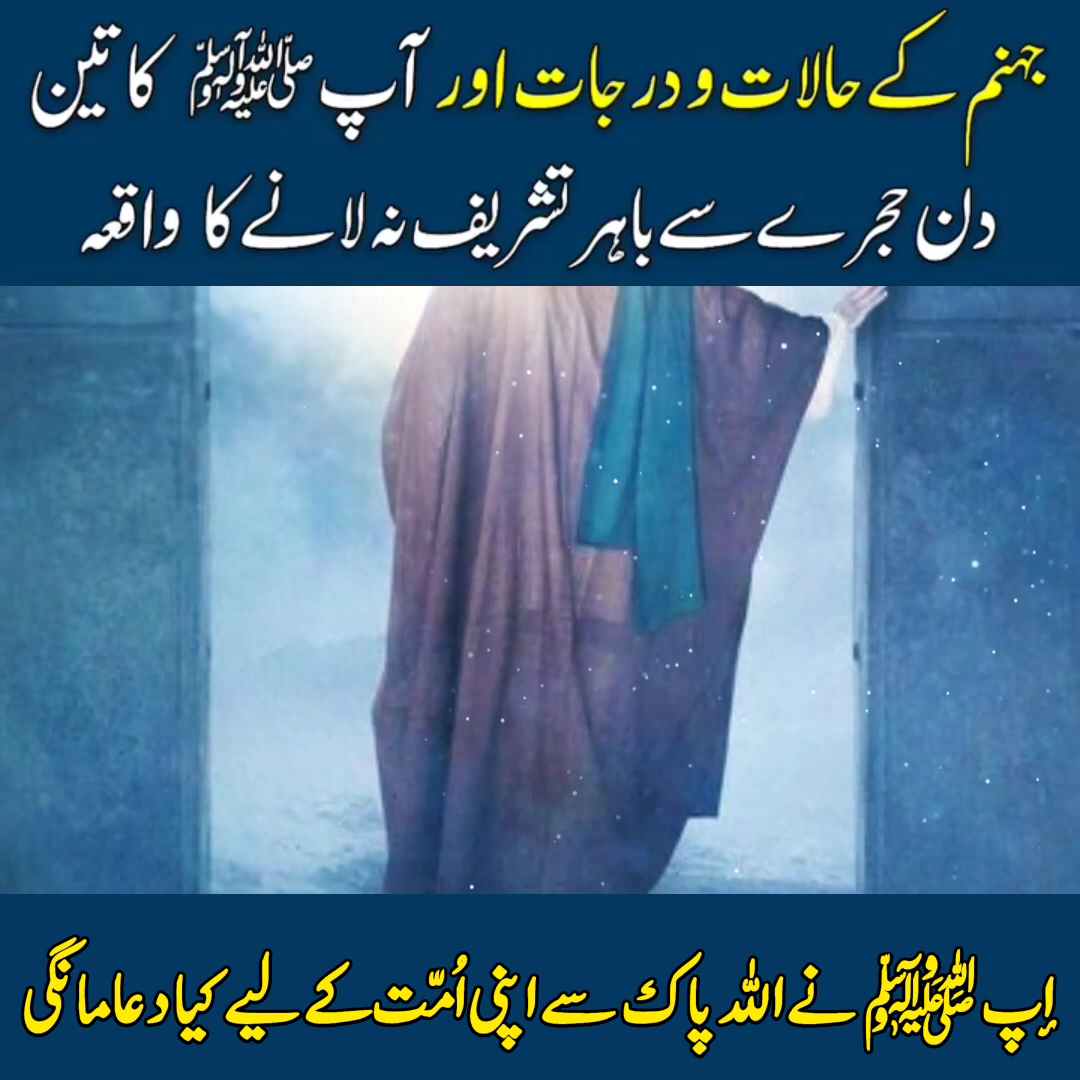 جہنم کے حالات و درجات اور آپ ﷺ کا تین
دن حجرے سے باہر تشریف نہ لانے کا واقعہ
إپ ﷺ نے اللہ پاک سے اپنی اُمّت کے لیے کیا دعا مانگی